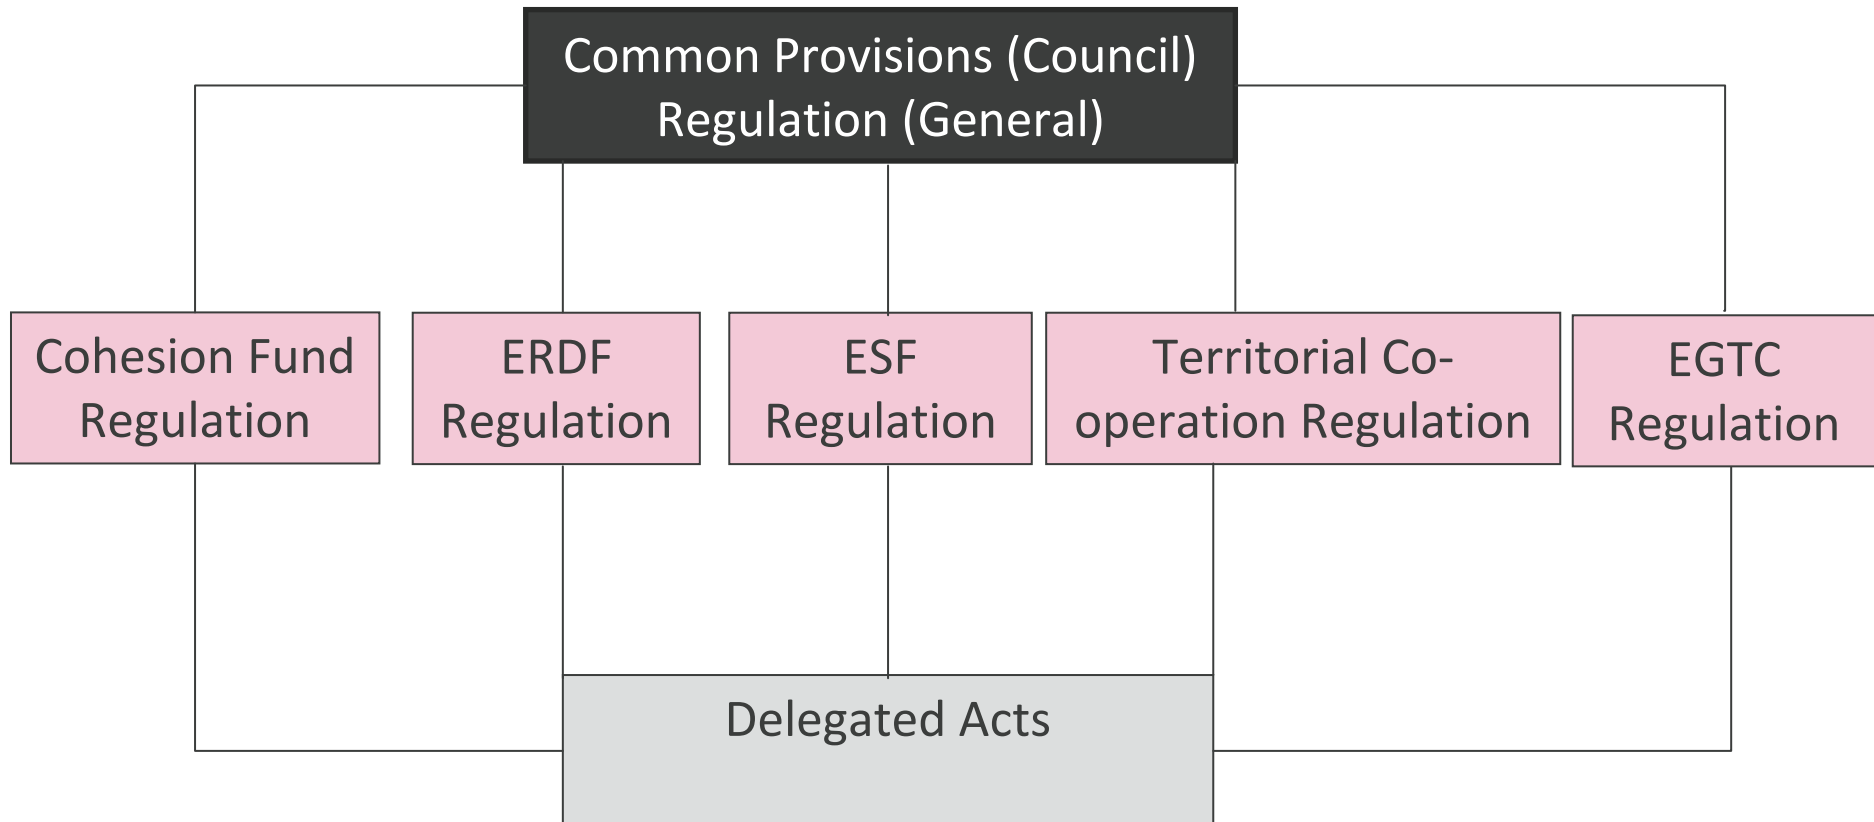 Common Provisions (Council)
Regulation (General)
Cohesion Fund
Regulation
ERDF
Regulation
ESF
Regulation
Territorial Co-
operation Regulation
EGTC
Regulation
Delegated Acts